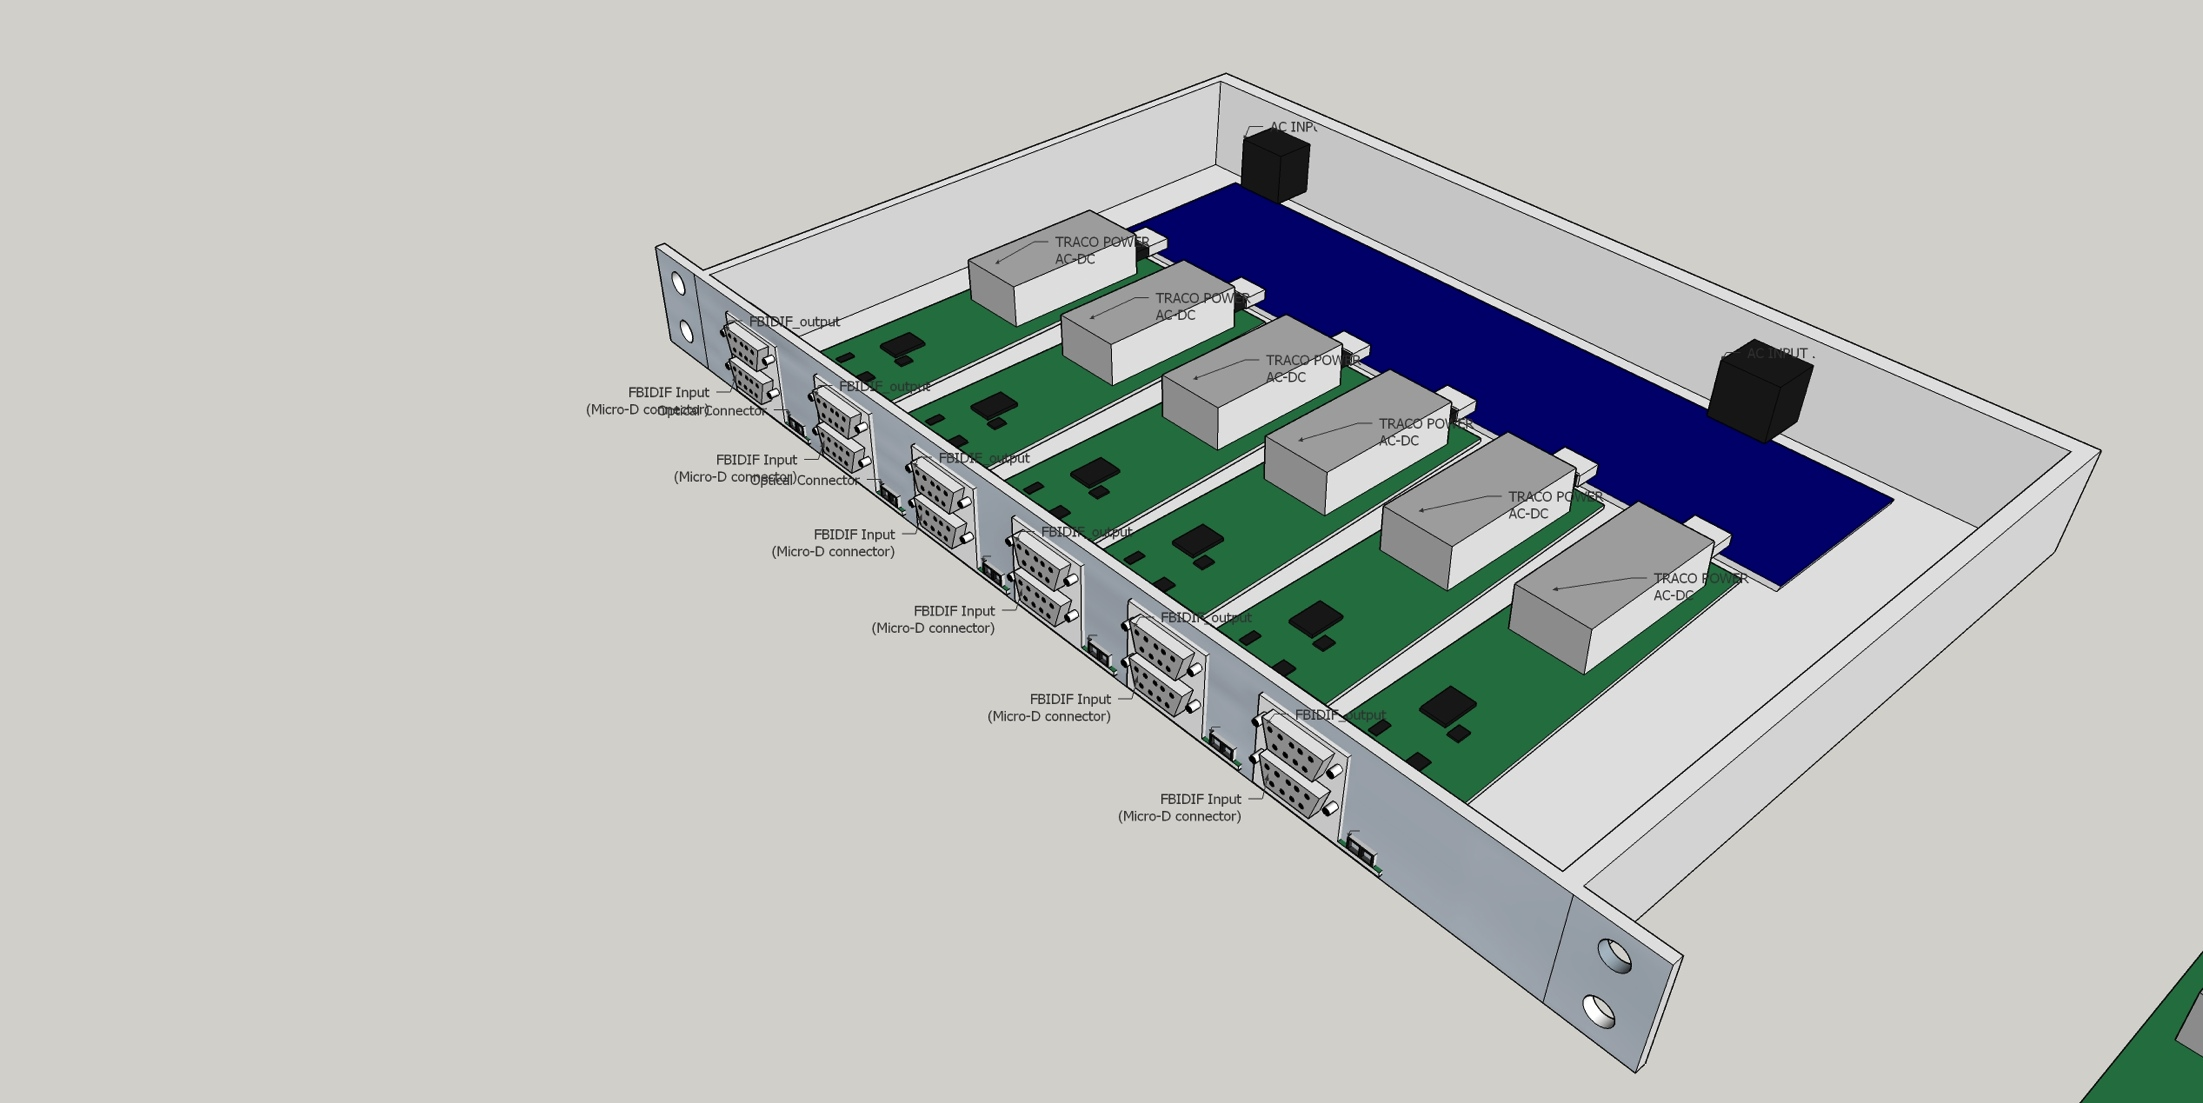 AC INPU
TRACO POWER
AC-DC
TRACO POWER
AC-DC
FBIDIF_output
AC INPUT
TRACO POWER
AC-DC
FBIDIF_output
FBIDIF Input
(Micro-D connector)
Optical Connector
TRACO POWER
AC-DC
FBIDIF_output
FBIDIF Input
(Micro-D connector)
Optical Connector
TRACO POWER
AC-DC
FBIDIF_output
FBIDIF Input
(Micro-D connector)
TRACO POWER
AC-DC
FBIDIF Input
(Micro-D connector)
FBIDIF_output
FBIDIF Input
(Micro-D connector)
FBIDIF_output
FBIDIF Input
(Micro-D connector)